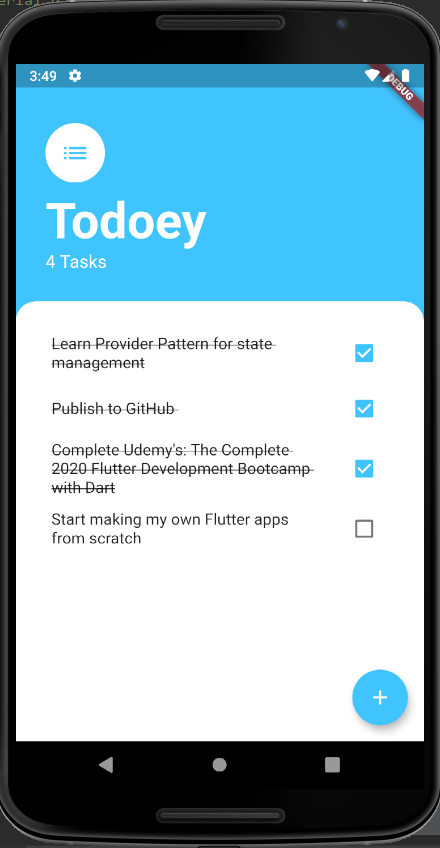 3:49
DEBUG
Todoey
4 Tasks
Learn Provider Pattern for state
management
Publish to GitHub
Complete Udemy's: The Complete
2020 Flutter Development Bootcamp
with Dart
Start making my own Flutter apps
from scratch